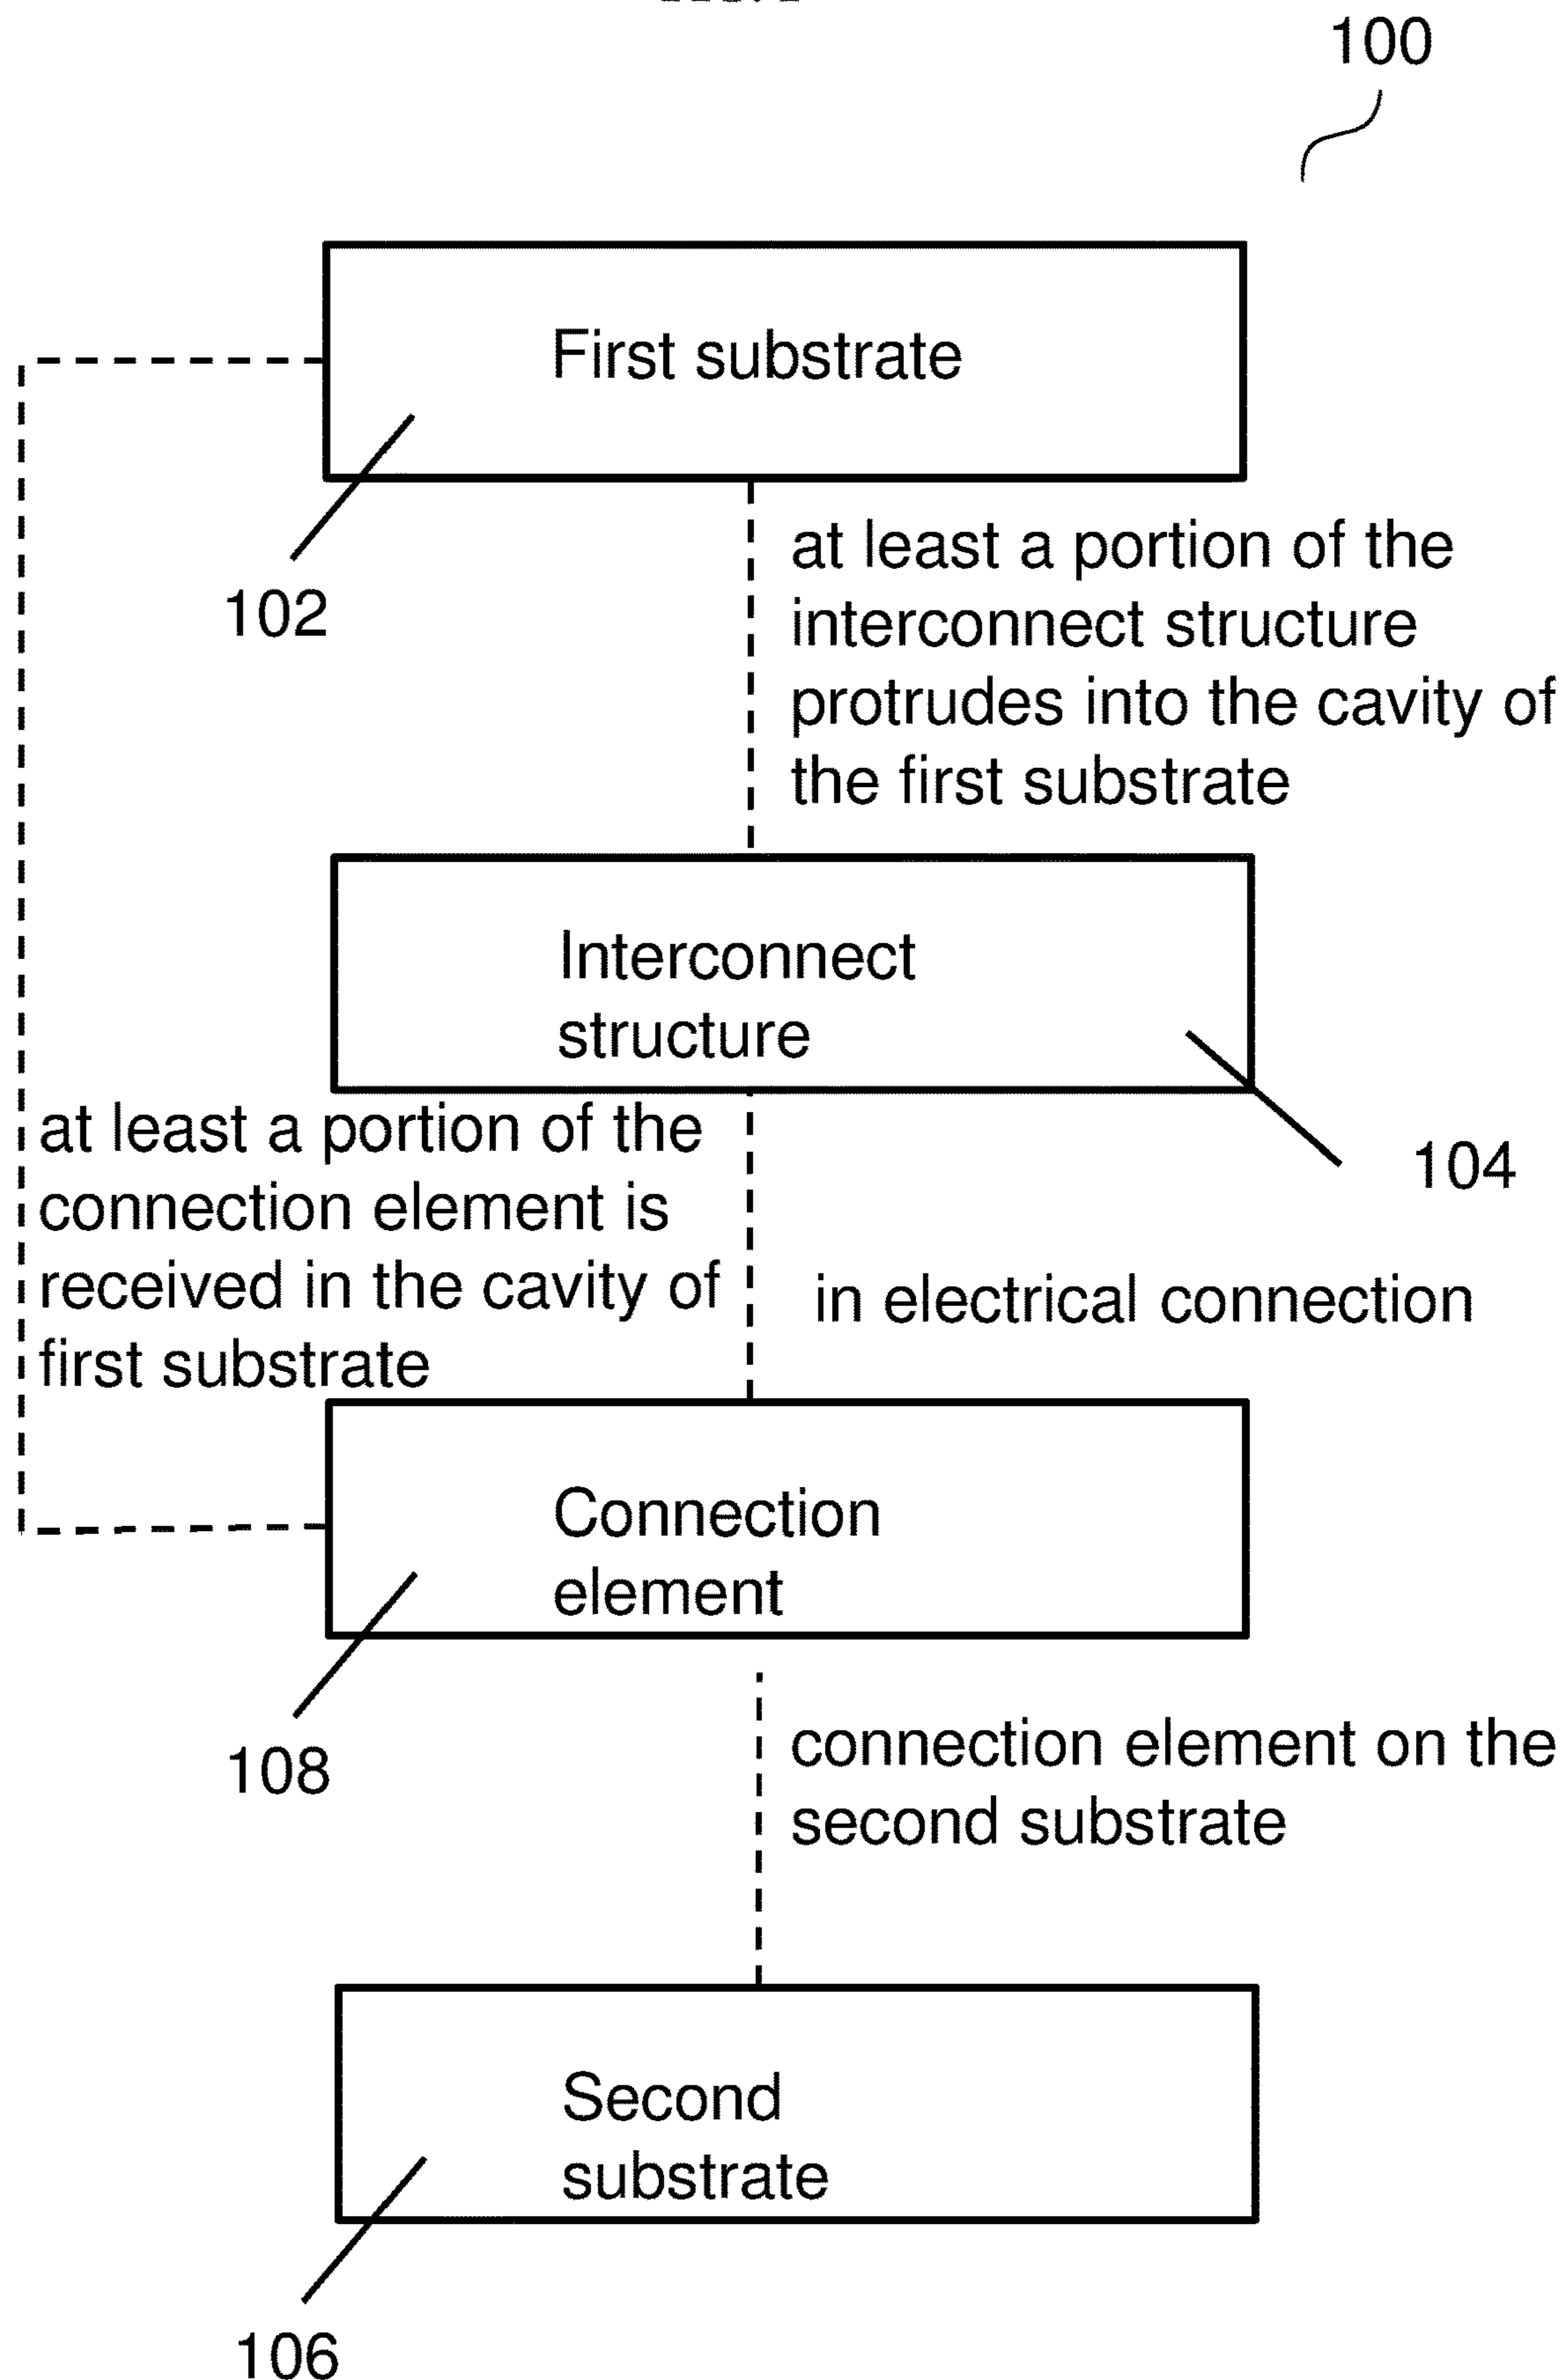 100
First substrate
102
at least a portion of the
interconnect structure
protrudes into the cavity of
the first substrate
Interconnect
structure
104
at least a portion of the
connection element is
received in the cavity of
first substrate
in electrical connection
Connection
element
108
connection element on the
second substrate
Second
substrate
106